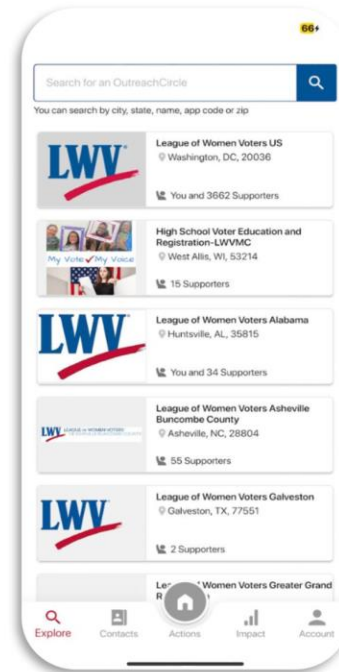 66
Search for an OutreachCircle
You can search by city, state, name, app code or zip
LWV
League of Women Voters US
Washington, DC, 20036
You and 3662 Supporters
My Vote My Voice
High School Voter Education and
Registration-LWVMC
West Allis, WI, 53214
15 Supporters
LWV
League of Women Voters Alabama
Huntsville, AL, 35815
You and 34 Supporters
LWV
LEAGUE OF WOMEN VOTERS
League of Women Voters Asheville
Buncombe County
Asheville, NC, 28804
55 Supporters
LWV
League of Women Voters Galveston
Galveston, TX, 77551
2 Supporters
Women Voters Greater Grand
Explore
Contacts
Actions
Impact
Account